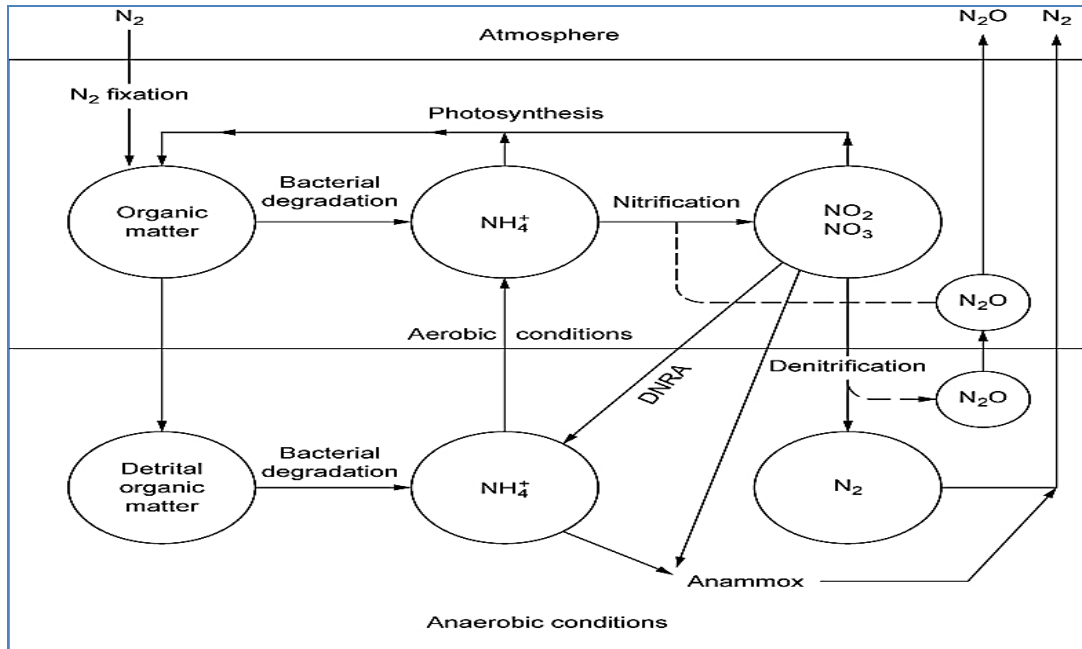 N₂
N₂O
N₂
Atmosphere
N₂ fixation
Photosynthesis
Organic
matter
Bacterial
degradation
NH₄⁺
Nitrification
NO₂
NO₃
N₂O
Aerobic conditions
DNRA
Denitrification
N₂O
Detrital
organic
matter
Bacterial
degradation
NH₄⁺
N₂
Anammox
Anaerobic conditions